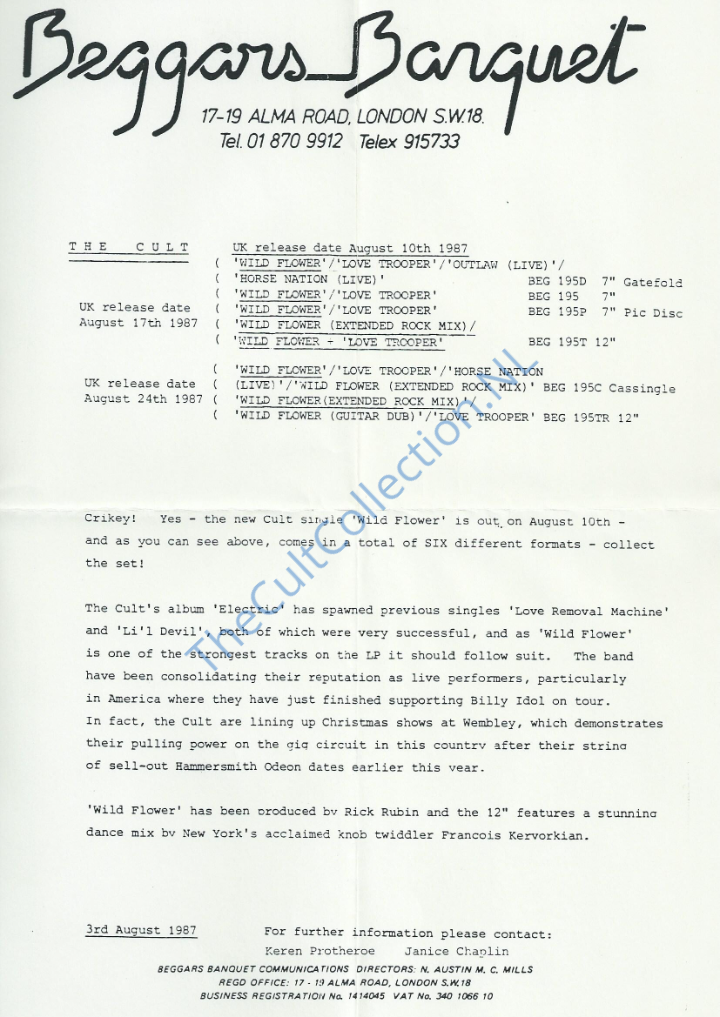 Beggars Banquet
17-19 ALMA ROAD, LONDON S.W.18.
Tel. 01 870 9912 Telex 915733
THE CULT UK release date August 10th 1987
( 'WILD FLOWER'/'LOVE TROOPER'/'OUTLAW (LIVE)'/
( 'HORSE NATION (LIVE)' BEG 195D 7" Gatefold
( 'WILD FLOWER'/'LOVE TROOPER' BEG 195 7"
UK release date ( 'WILD FLOWER'/'LOVE TROOPER' BEG 195P 7" Pic Disc
August 17th 1987 ( 'WILD FLOWER (EXTENDED ROCK MIX)/
( 'WILD FLOWER + 'LOVE TROOPER' BEG 195T 12"
( 'WILD FLOWER'/'LOVE TROOPER'/'HORSE NATION
UK release date ( (LIVE)'/'WILD FLOWER (EXTENDED ROCK MIX)' BEG 195C Cassingle
August 24th 1987 ( 'WILD FLOWER(EXTENDED ROCK MIX)'/
( 'WILD FLOWER (GUITAR DUB)'/'LOVE TROOPER' BEG 195TR 12"
Crikey! Yes - the new Cult single 'Wild Flower' is out on August 10th -
and as you can see above, comes in a total of SIX different formats - collect
the set!
The Cult's album 'Electric' has spawned previous singles 'Love Removal Machine'
and 'Li'l Devil', both of which were very successful, and as 'Wild Flower'
is one of the strongest tracks on the LP it should follow suit. The band
have been consolidating their reputation as live performers, particularly
in America where they have just finished supporting Billy Idol on tour.
In fact, the Cult are lining up Christmas shows at Wembley, which demonstrates
their pulling power on the gig circuit in this country after their string
of sell-out Hammersmith Odeon dates earlier this year.
'Wild Flower' has been produced by Rick Rubin and the 12" features a stunning
dance mix by New York's acclaimed knob twiddler Francois Kervorkian.
3rd August 1987 For further information please contact:
Keren Protheroe Janice Chaplin
BEGGARS BANQUET COMMUNICATIONS DIRECTORS: N. AUSTIN M. C. MILLS
REGD OFFICE: 17 - 19 ALMA ROAD, LONDON S.W.18
BUSINESS REGISTRATION No. 1414045 VAT No. 340 1066 10
TheCultCollection.NL